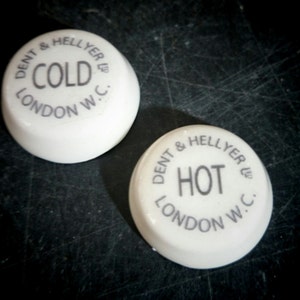 DENT & HELLYER LD
COLD
LONDON W.C.
DENT & HELLYER LD
HOT
LONDON W.C.